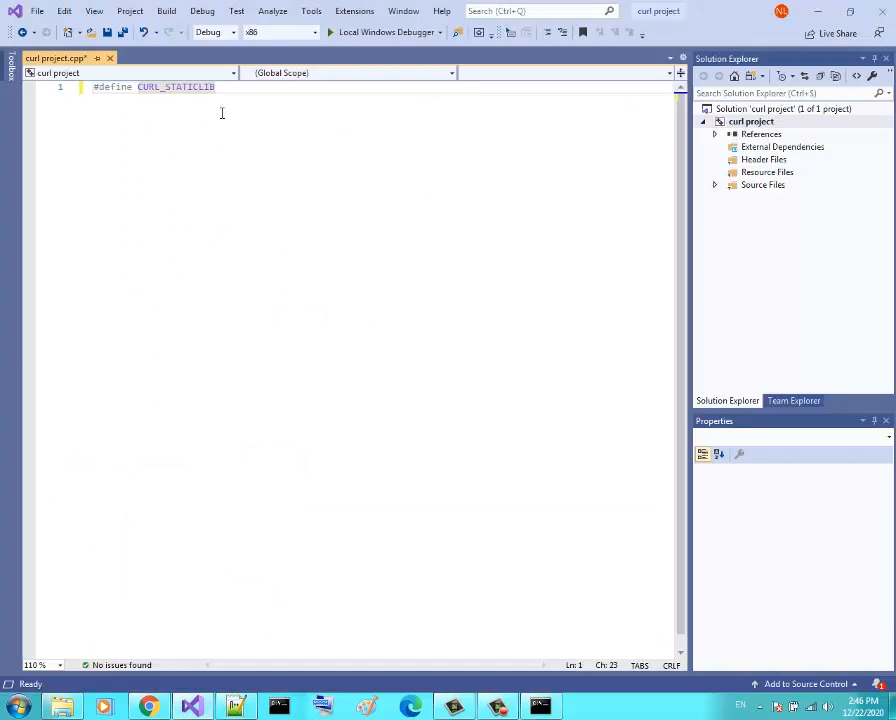 File Edit View Project Build Debug Test Analyze Tools Extensions Window Help Search (Ctrl+Q) curl project NL
Debug x86 Local Windows Debugger Live Share
Toolbox
curl project.cpp*
curl project (Global Scope)
1 #define CURL_STATICLIB
Solution Explorer
Search Solution Explorer (Ctrl+$)
Solution 'curl project' (1 of 1 project)
curl project
References
External Dependencies
Header Files
Resource Files
Source Files
Solution Explorer Team Explorer
Properties
110 % No issues found Ln: 1 Ch: 23 TABS CRLF
Ready Add to Source Control 1
EN 2:46 PM
12/22/2020